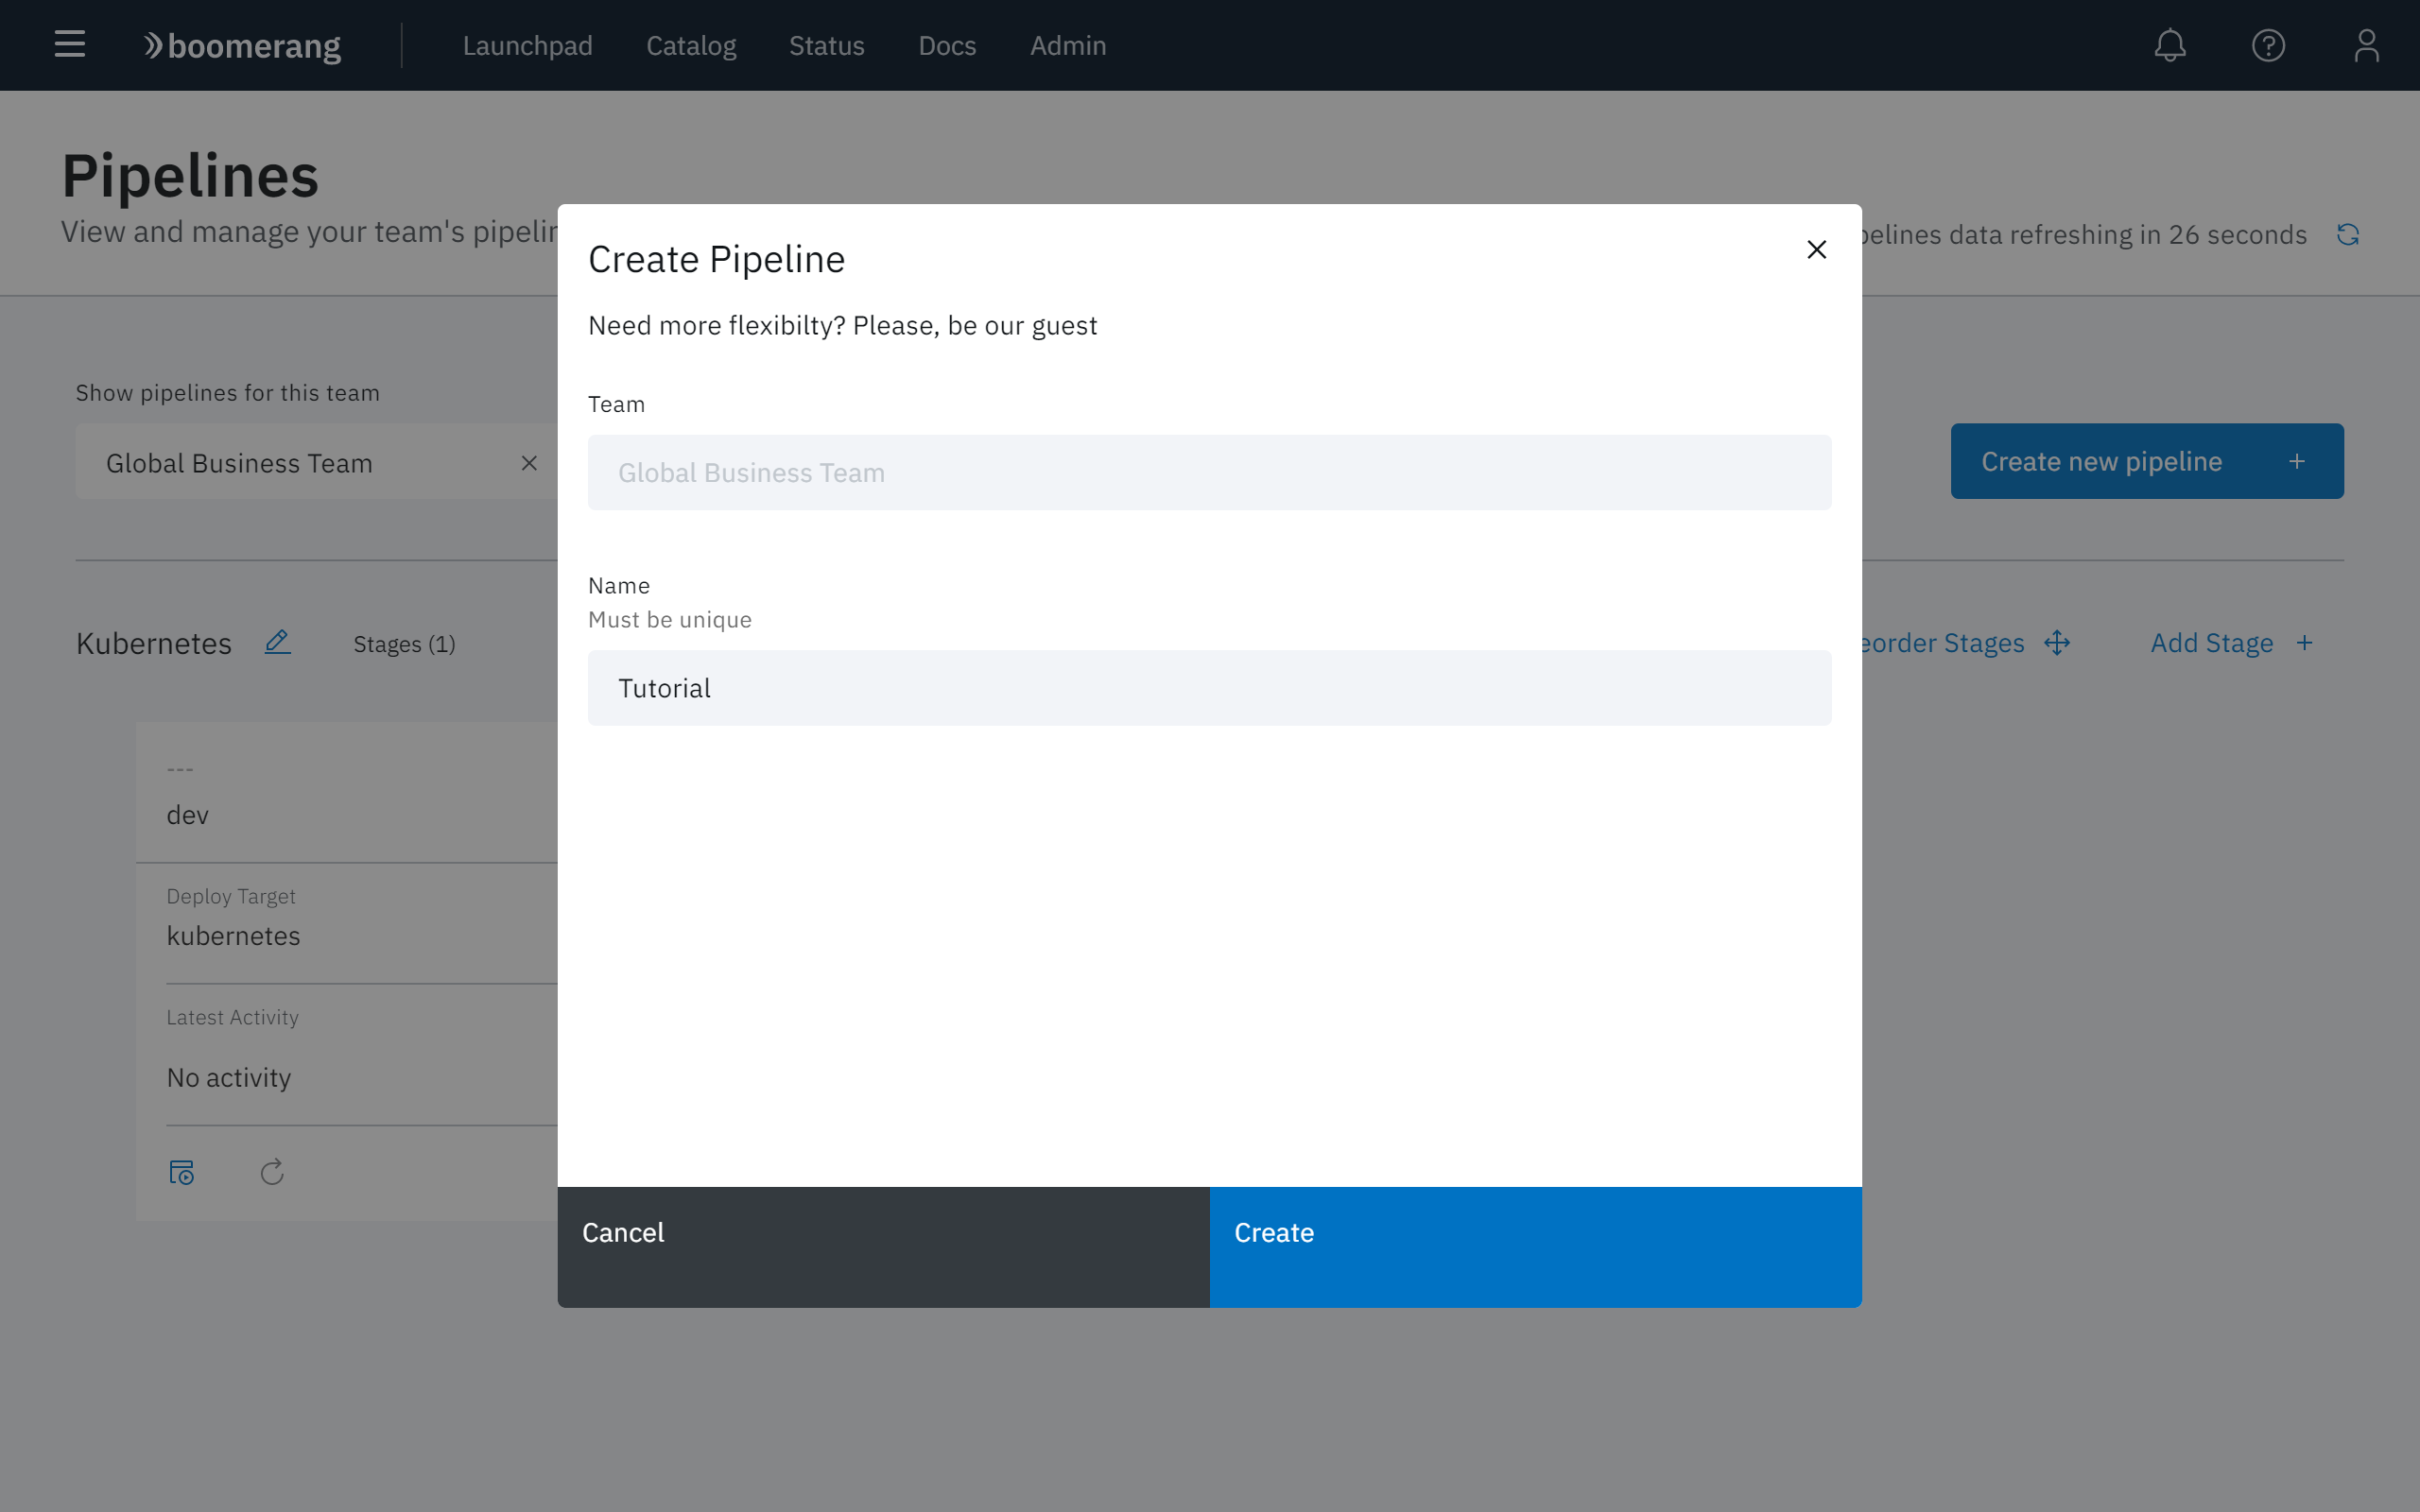 boomerang Launchpad Catalog Status Docs Admin
Pipelines
View and manage your team's
data refreshing in 26 seconds
Create Pipeline
Need more flexibilty? Please, be our guest
Show pipelines for this team
Global Business Team
Create new pipeline
Team
Global Business Team
Name
Must be unique
Tutorial
Kubernetes Stages (1)
Stages Add Stage
---
dev
Deploy Target
kubernetes
Latest Activity
No activity
Cancel Create